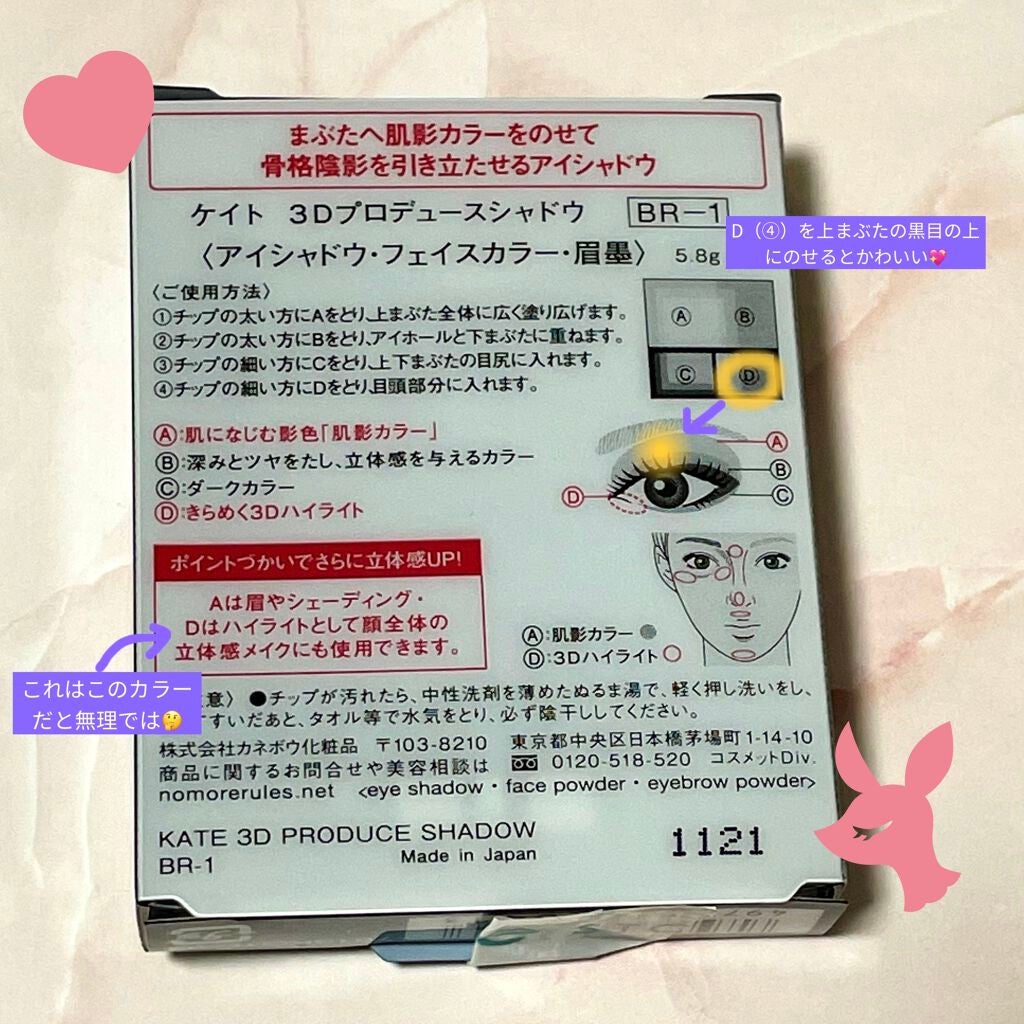 まぶたへ肌影カラーをのせて
骨格陰影を引き立たせるアイシャドウ
ケイト 3Dプロデュースシャドウ BR-1
〈アイシャドウ・フェイスカラー・眉墨〉 5.8g
D（④）を上まぶたの黒目の上
にのせるとかわいい💖
〈ご使用方法〉
①チップの太い方にAをとり、上まぶた全体に広く塗り広げます。
②チップの太い方にBをとり、アイホールと下まぶたに重ねます。
③チップの細い方にCをとり、上下まぶたの目尻に入れます。
④チップの細い方にDをとり、目頭部分に入れます。
Ⓐ Ⓑ
Ⓒ Ⓓ
Ⓐ:肌になじむ影色「肌影カラー」
Ⓑ:深みとツヤをたし、立体感を与えるカラー
Ⓒ:ダークカラー
Ⓓ:きらめく3Dハイライト
Ⓐ
Ⓑ
Ⓒ
Ⓓ
ポイントづかいでさらに立体感UP!
Aは眉やシェーディング・
Dはハイライトとして顔全体の
立体感メイクにも使用できます。
Ⓐ:肌影カラー
Ⓓ:3Dハイライト
これはこのカラー
だと無理では🤔
意〉 ●チップが汚れたら、中性洗剤を薄めたぬるま湯で、軽く押し洗いをし、
すすいだあと、タオル等で水気をとり、必ず陰干ししてください。
株式会社カネボウ化粧品 〒103-8210 東京都中央区日本橋茅場町1-14-10
商品に関するお問合せや美容相談は 0120-518-520 コスメットDiv.
nomorerules.net <eye shadow・face powder・eyebrow powder>
KATE 3D PRODUCE SHADOW
BR-1 Made in Japan
1121